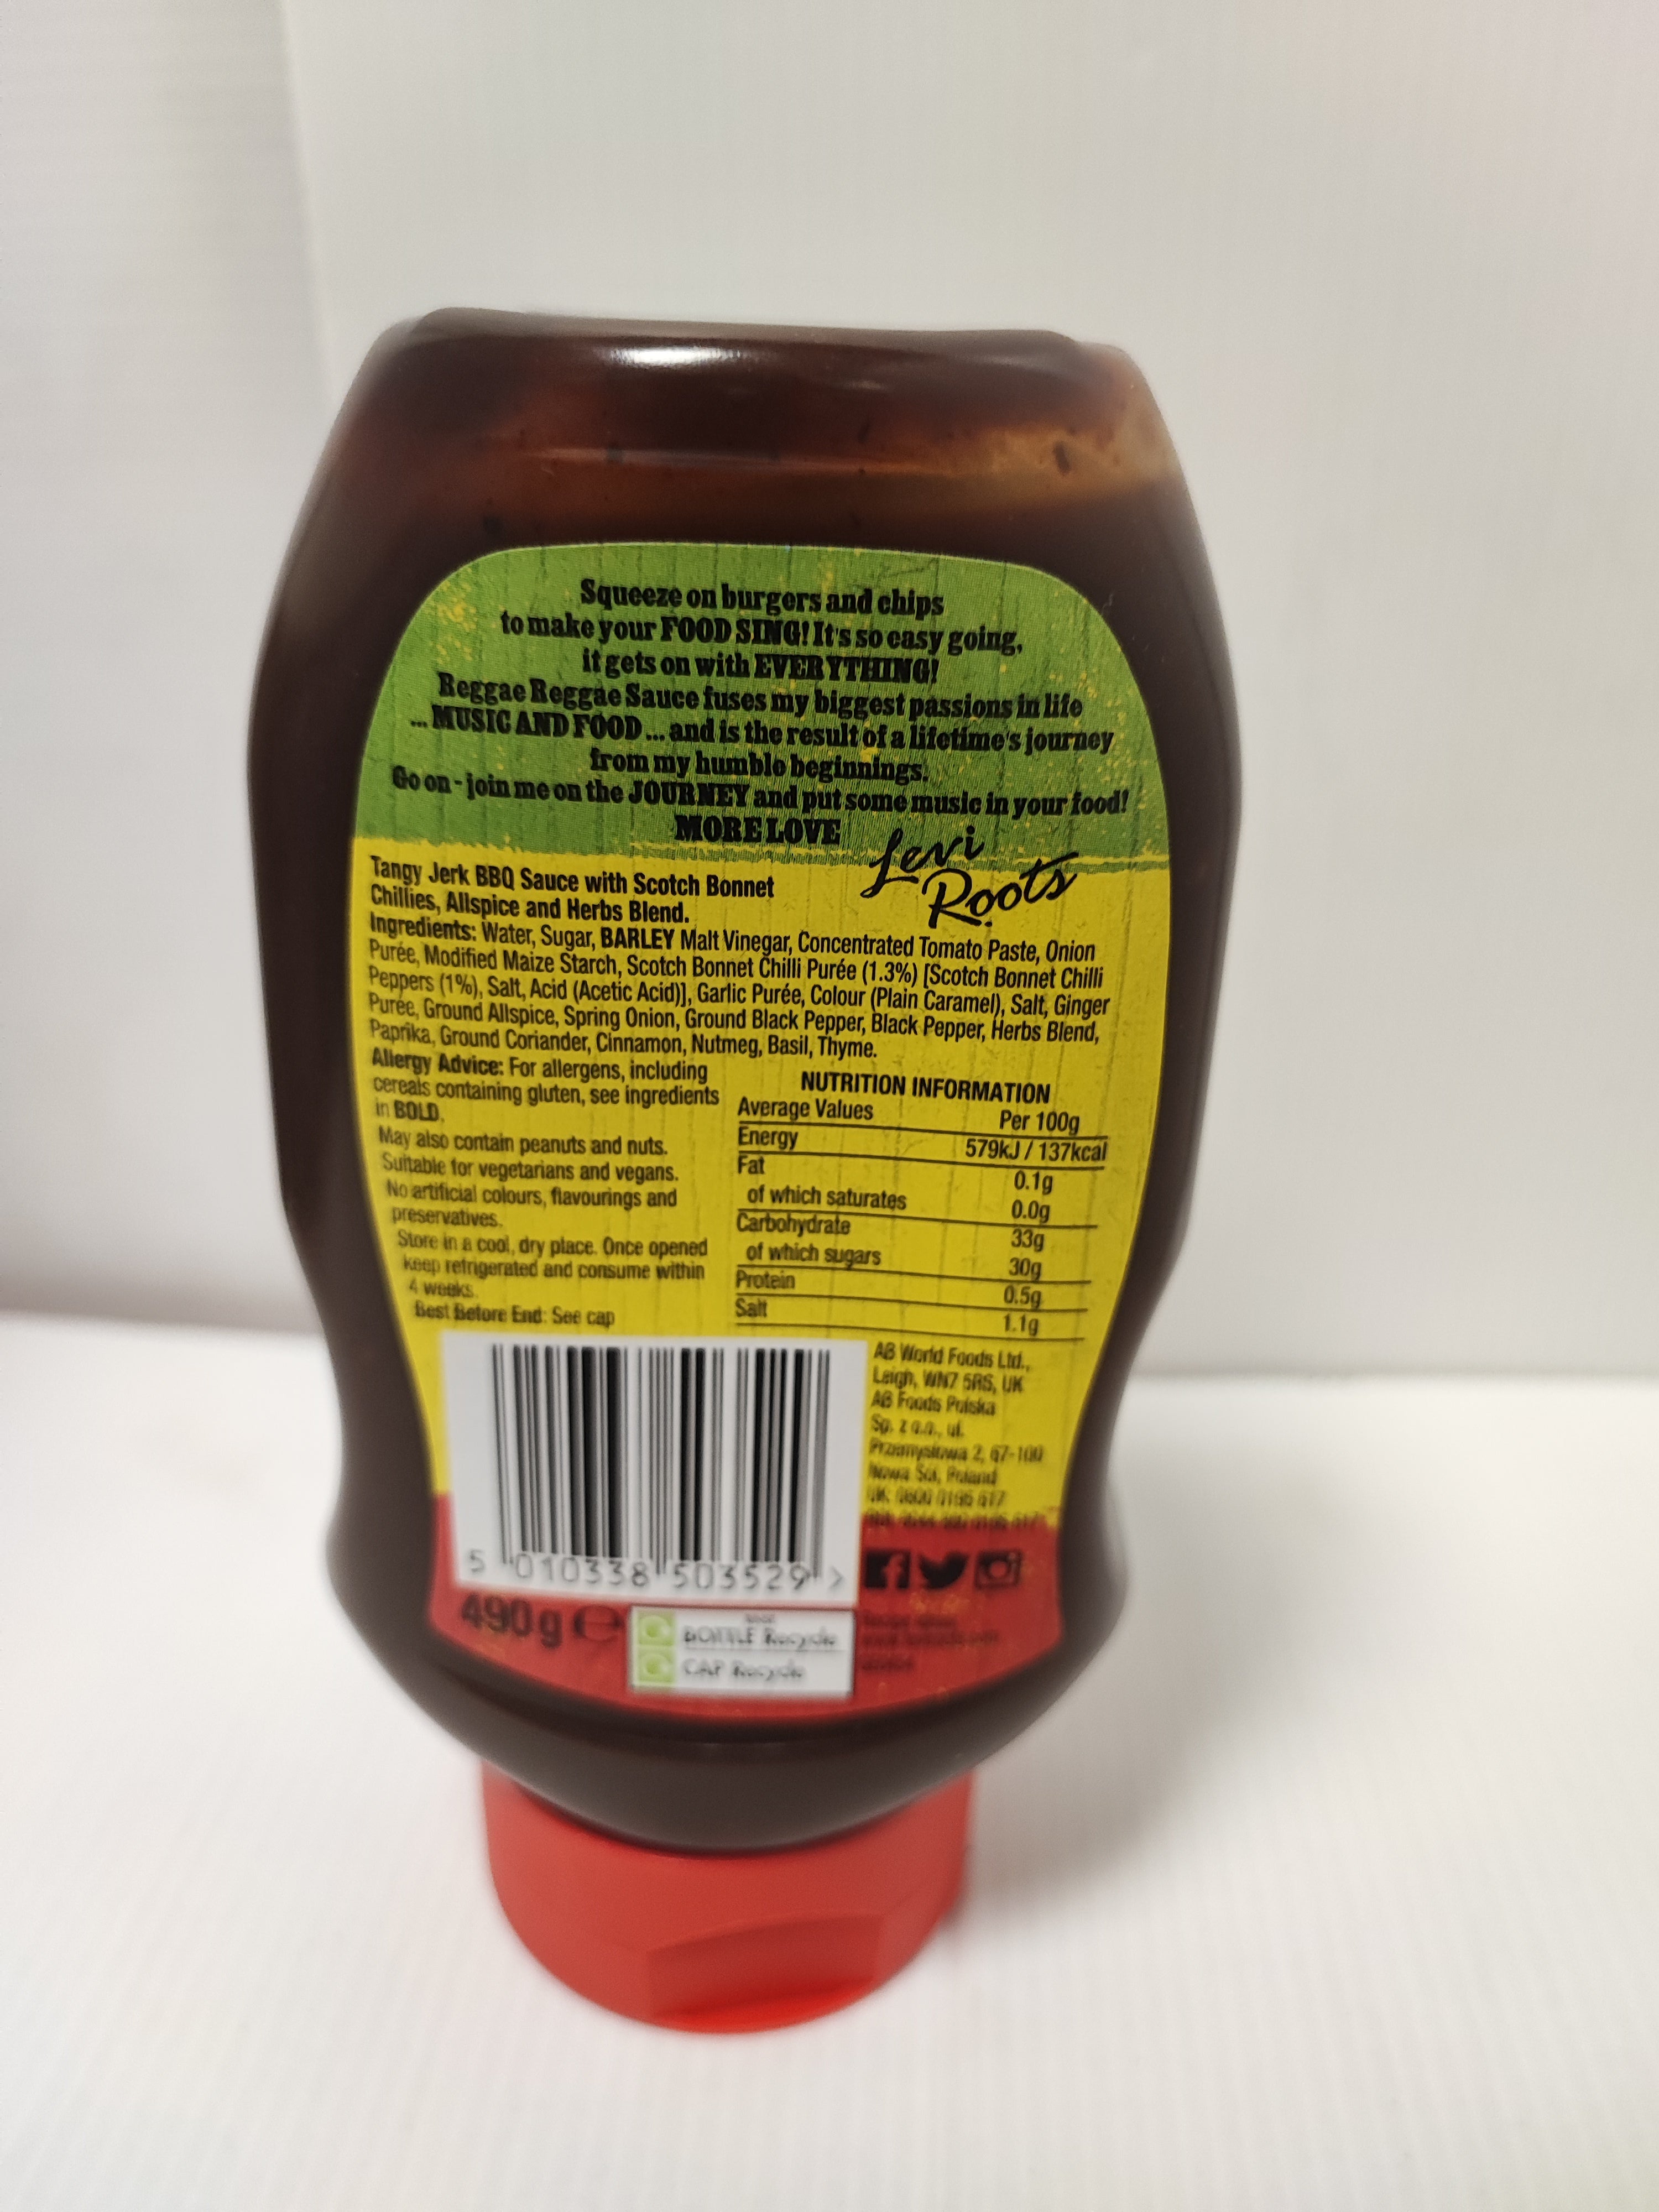 Squeeze on burgers and chips
to make your FOOD SING! It's so easy going,
it gets on with EVERYTHING!
Reggae Reggae Sauce fuses my biggest passions in life
... MUSIC AND FOOD ... and is the result of a lifetime's journey
from my humble beginnings.
Go on - join me on the JOURNEY and put some music in your food!
MORE LOVE
Levi
Roots
Tangy Jerk BBQ Sauce with Scotch Bonnet
Chillies, Allspice and Herbs Blend.
Ingredients: Water, Sugar, BARLEY Malt Vinegar, Concentrated Tomato Paste, Onion
Purée, Modified Maize Starch, Scotch Bonnet Chilli Purée (1.3%) [Scotch Bonnet Chilli
Peppers (1%), Salt, Acid (Acetic Acid)], Garlic Purée, Colour (Plain Caramel), Salt, Ginger
Purée, Ground Allspice, Spring Onion, Ground Black Pepper, Black Pepper, Herbs Blend,
Paprika, Ground Coriander, Cinnamon, Nutmeg, Basil, Thyme.
Allergy Advice: For allergens, including
cereals containing gluten, see ingredients
in BOLD.
May also contain peanuts and nuts.
Suitable for vegetarians and vegans.
No artificial colours, flavourings and
preservatives.
Store in a cool, dry place. Once opened
keep refrigerated and consume within
4 weeks.
Best Before End: See cap
NUTRITION INFORMATION
Average Values Per 100g
Energy 579kJ / 137kcal
Fat 0.1g
of which saturates 0.0g
Carbohydrate 33g
of which sugars 30g
Protein 0.5g
Salt 1.1g
AB World Foods Ltd.,
Leigh, WN7 5RS, UK
AB Foods Polska
Sp. z o.o., ul.
Przemysłowa 2, 67-100
Nowa Sól, Poland
UK: 0800 0195 617
5 010338 503529 >
490g e
BOTTLE Recycle
CAP Recycle